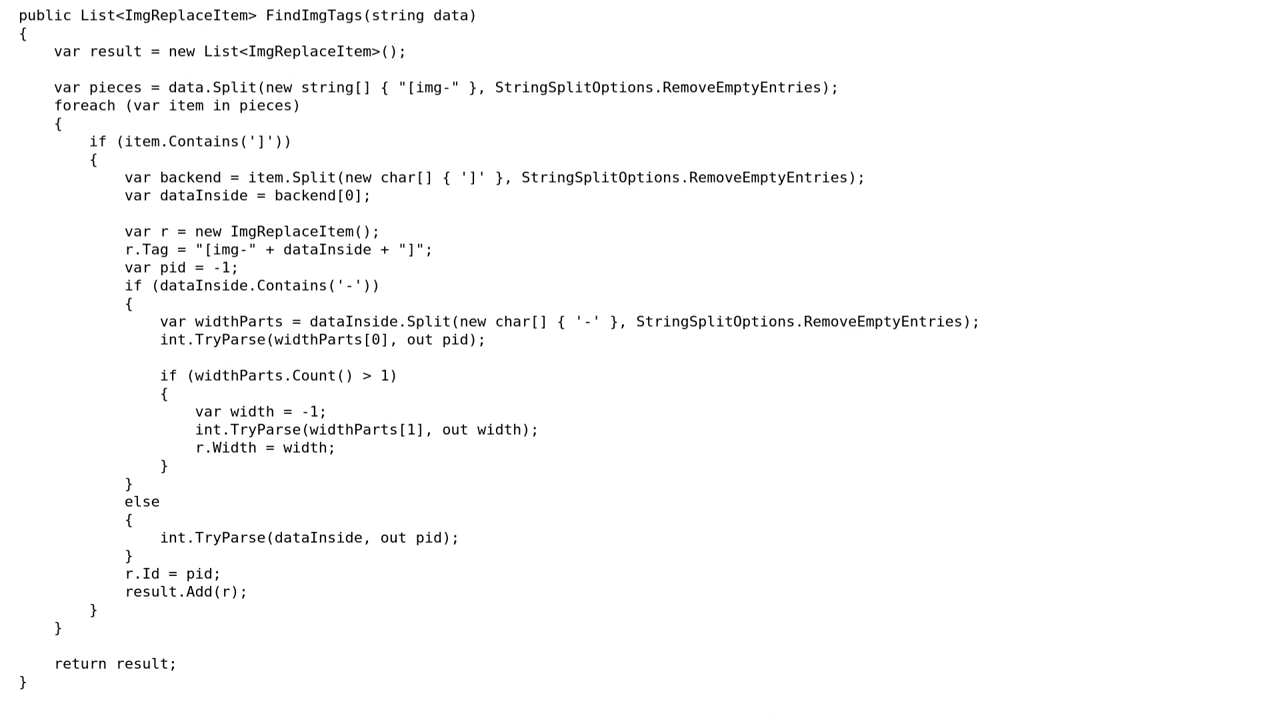 public List<ImgReplaceItem> FindImgTags(string data)
{
    var result = new List<ImgReplaceItem>();

    var pieces = data.Split(new string[] { "[img-" }, StringSplitOptions.RemoveEmptyEntries);
    foreach (var item in pieces)
    {
        if (item.Contains(']'))
        {
            var backend = item.Split(new char[] { ']' }, StringSplitOptions.RemoveEmptyEntries);
            var dataInside = backend[0];

            var r = new ImgReplaceItem();
            r.Tag = "[img-" + dataInside + "]";
            var pid = -1;
            if (dataInside.Contains('-'))
            {
                var widthParts = dataInside.Split(new char[] { '-' }, StringSplitOptions.RemoveEmptyEntries);
                int.TryParse(widthParts[0], out pid);

                if (widthParts.Count() > 1)
                {
                    var width = -1;
                    int.TryParse(widthParts[1], out width);
                    r.Width = width;
                }
            }
            else
            {
                int.TryParse(dataInside, out pid);
            }
            r.Id = pid;
            result.Add(r);
        }
    }

    return result;
}